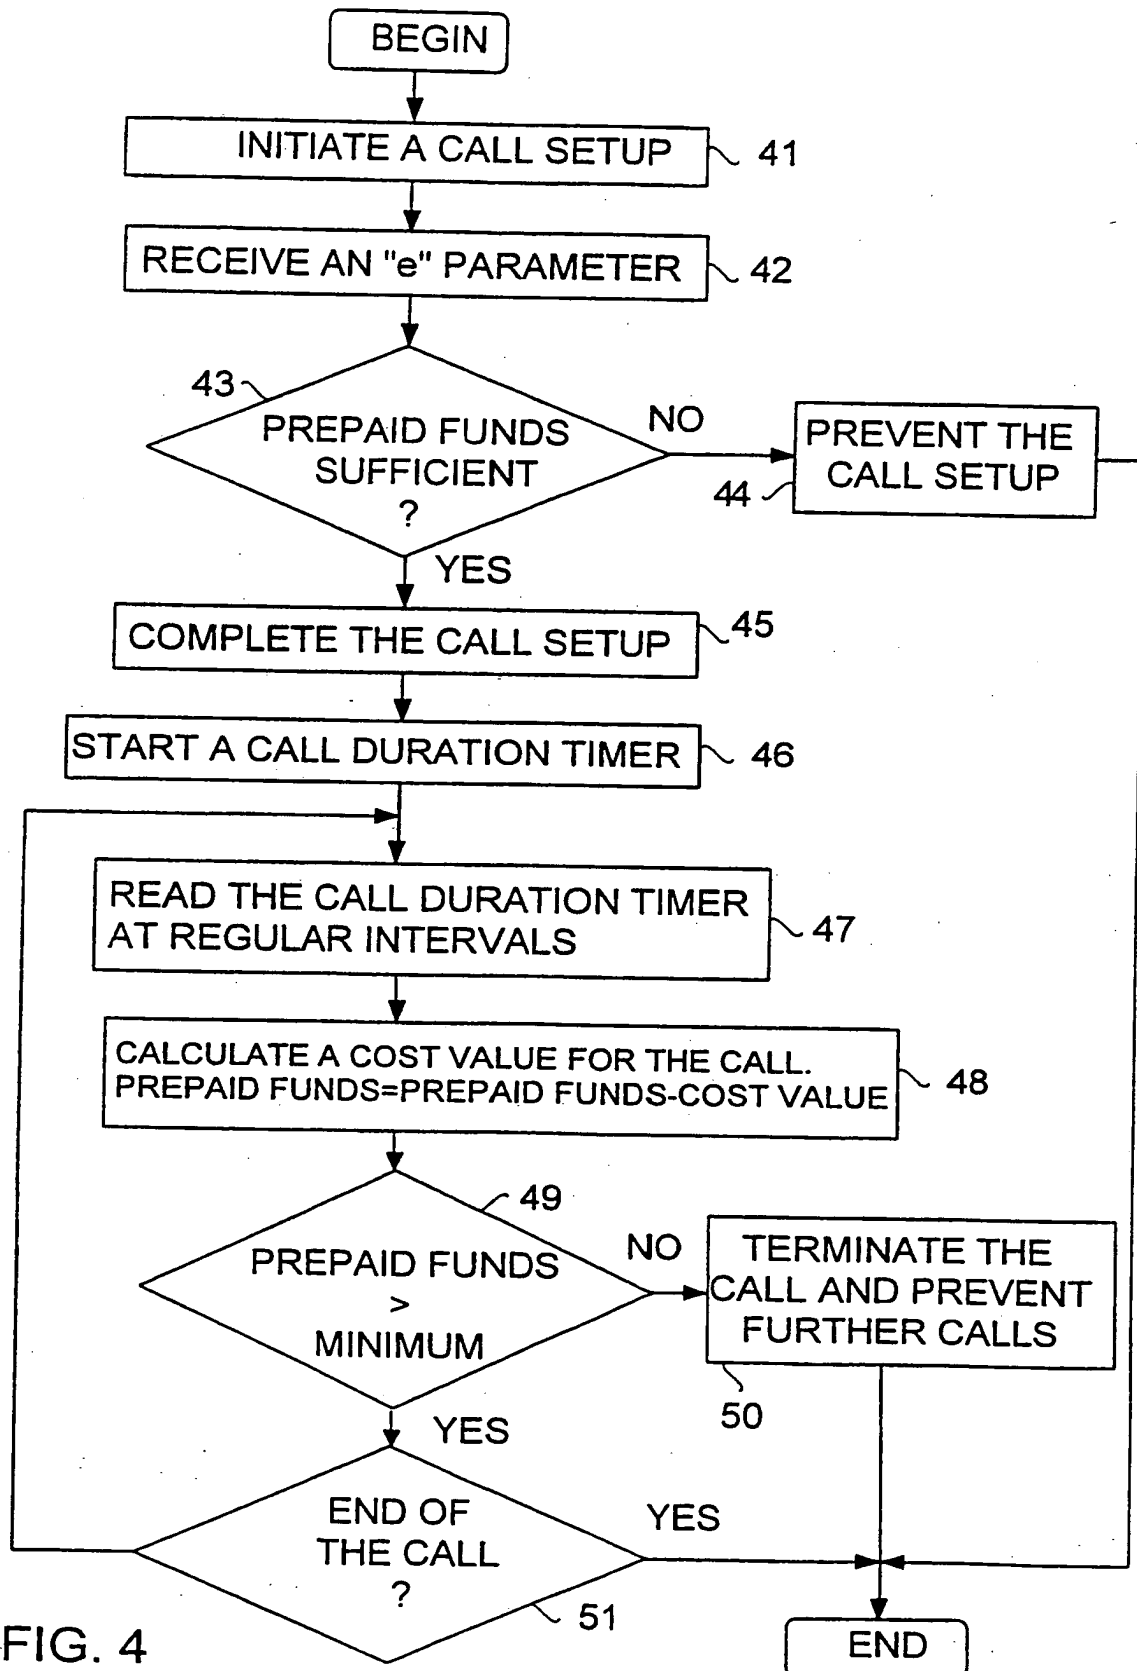 BEGIN
INITIATE A CALL SETUP
41
RECEIVE AN "e" PARAMETER
42
43
PREPAID FUNDS
SUFFICIENT
?
NO
PREVENT THE
CALL SETUP
44
YES
COMPLETE THE CALL SETUP
45
START A CALL DURATION TIMER
46
READ THE CALL DURATION TIMER
AT REGULAR INTERVALS
47
CALCULATE A COST VALUE FOR THE CALL.
PREPAID FUNDS=PREPAID FUNDS-COST VALUE
48
49
PREPAID FUNDS
>
MINIMUM
NO
TERMINATE THE
CALL AND PREVENT
FURTHER CALLS
50
YES
END OF
THE CALL
?
YES
51
FIG. 4
END